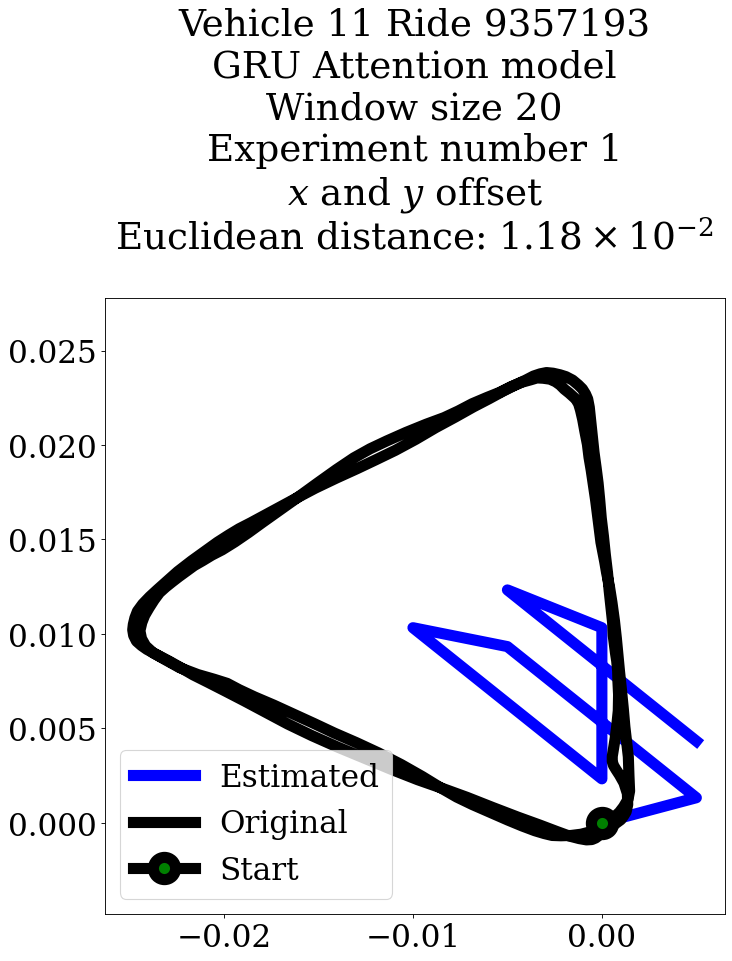 Vehicle 11 Ride 9357193
GRU Attention model
Window size 20
Experiment number 1
x and y offset
Euclidean distance: 1.18 × 10⁻²
0.025
0.020
0.015
0.010
0.005
0.000
Estimated
Original
Start
−0.02
−0.01
0.00